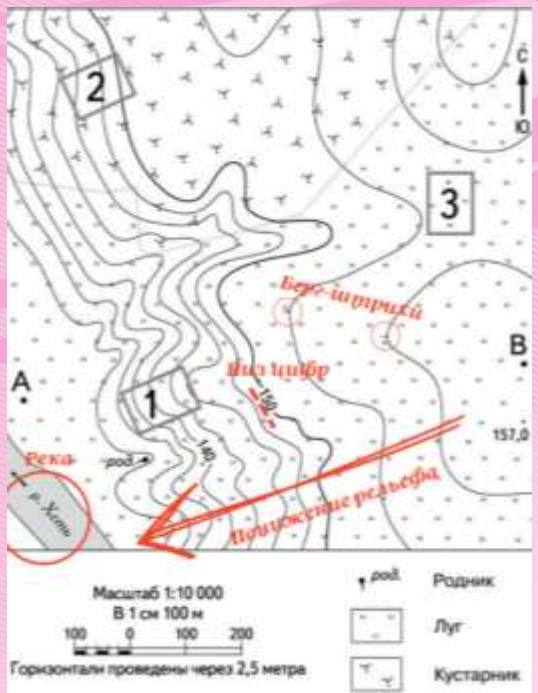 2
С
Ю
3
Берг-штрихи
Низ цифр
В
А
150
1
157,0
Река
род.
140
р. Хеть
Понижение рельефа
Масштаб 1:10 000
В 1 см 100 м
100 0 100 200
Горизонтали проведены через 2,5 метра
род. Родник
Луг
Кустарник